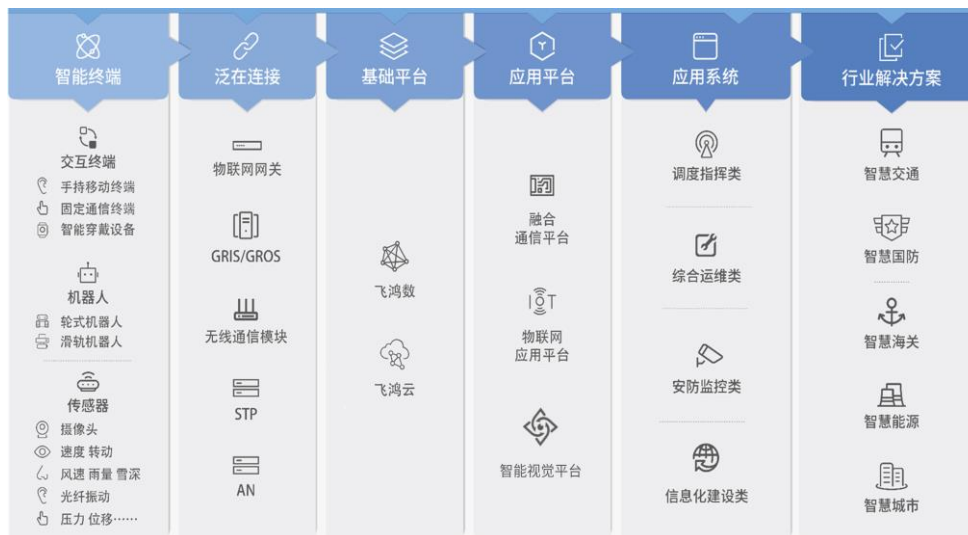 智能终端
泛在连接
基础平台
应用平台
应用系统
行业解决方案
交互终端
手持移动终端
固定通信终端
智能穿戴设备
机器人
轮式机器人
滑轨机器人
传感器
摄像头
速度 转动
风速 雨量 雪深
光纤振动
压力 位移……
物联网网关
GRIS/GROS
无线通信模块
STP
AN
飞鸿数
飞鸿云
融合
通信平台
IOT
物联网
应用平台
智能视觉平台
调度指挥类
综合运维类
安防监控类
信息化建设类
智慧交通
智慧国防
智慧海关
智慧能源
智慧城市